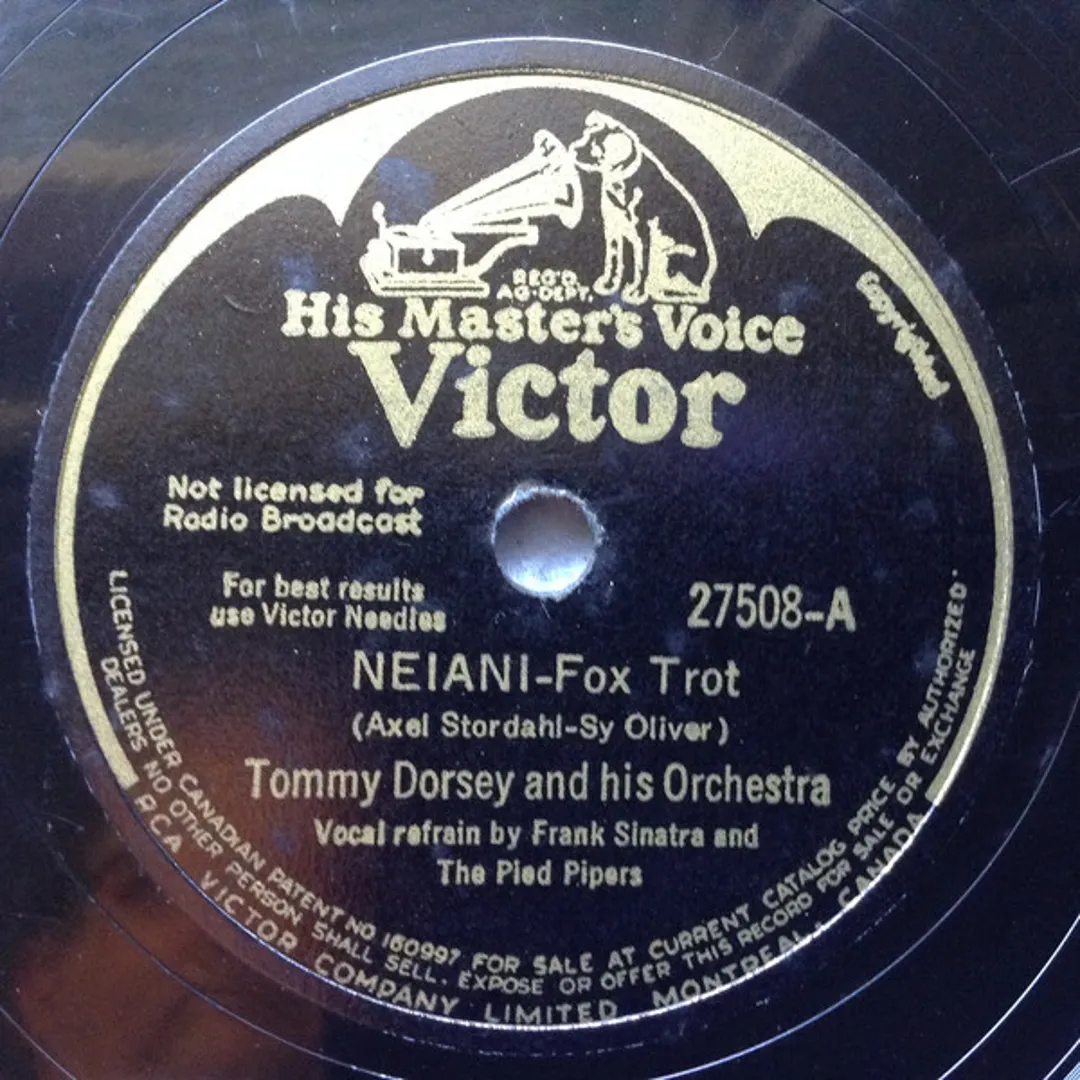 REG'D.
AG·DEPT.
His Master's Voice
Victor
Copyrighted
Not licensed for
Radio Broadcast
For best results
use Victor Needles
27508-A
NEIANI-Fox Trot
(Axel Stordahl-Sy Oliver)
Tommy Dorsey and his Orchestra
Vocal refrain by Frank Sinatra and
The Pied Pipers
LICENSED UNDER CANADIAN PATENT NO 160997 FOR SALE AT CURRENT CATALOG PRICE BY AUTHORIZED
DEALERS NO OTHER PERSON SHALL SELL. EXPOSE OR OFFER THIS RECORD FOR SALE OR EXCHANGE
RCA VICTOR COMPANY LIMITED MONTREAL, CANADA